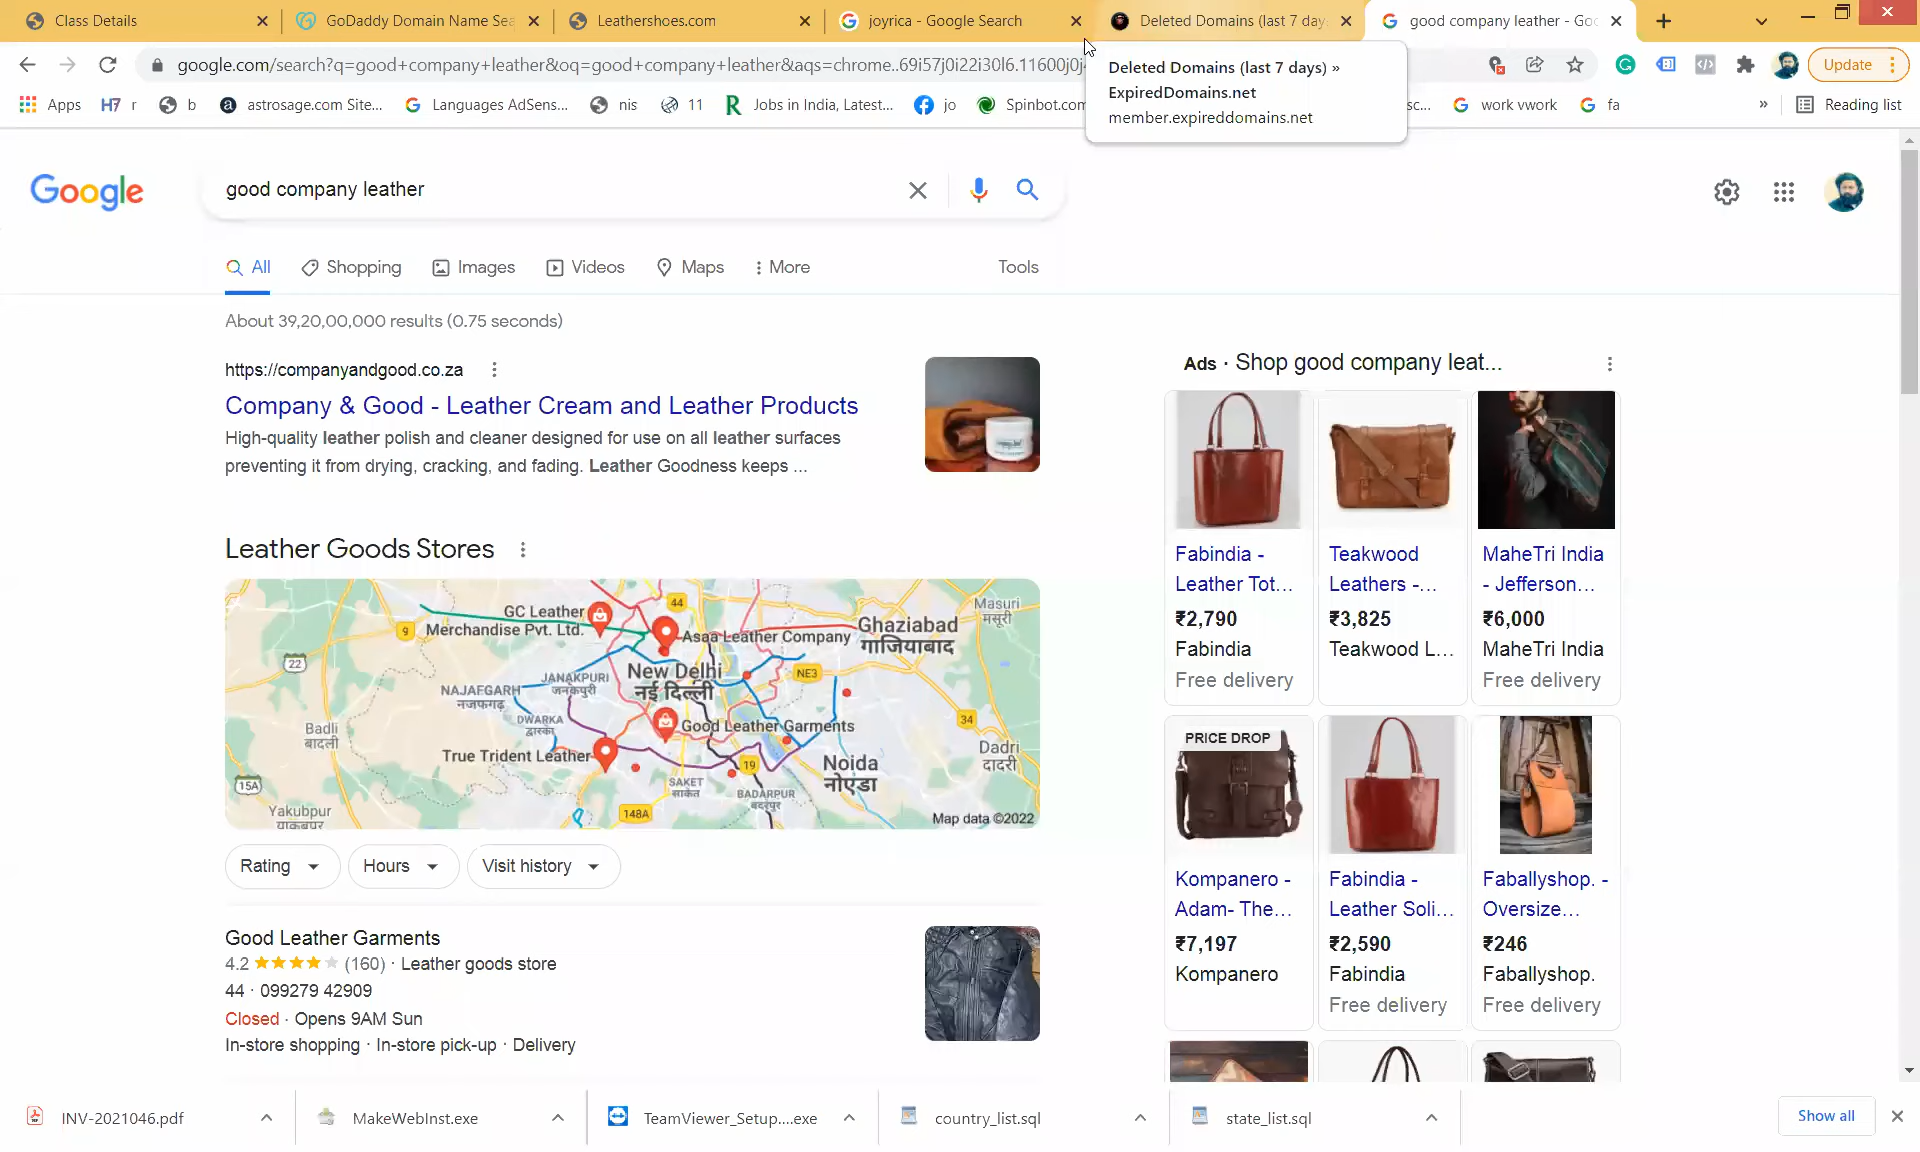 Class Details
GoDaddy Domain Name Sea
Leathershoes.com
joyrica - Google Search
Deleted Domains (last 7 day
good company leather - Goo
google.com/search?q=good+company+leather&oq=good+company+leather&aqs=chrome..69i57j0i22i30l6.11600j0j
Update
Deleted Domains (last 7 days) »
ExpiredDomains.net
member.expireddomains.net
Apps
H7 r
b
astrosage.com Site...
Languages AdSens...
nis
11
Jobs in India, Latest...
jo
Spinbot.com
sc...
work vwork
fa
»
Reading list
Google
good company leather
All
Shopping
Images
Videos
Maps
More
Tools
About 39,20,00,000 results (0.75 seconds)
https://companyandgood.co.za
Company & Good - Leather Cream and Leather Products
High-quality leather polish and cleaner designed for use on all leather surfaces
preventing it from drying, cracking, and fading. Leather Goodness keeps ...
Leather Goods Stores
GC Leather
Merchandise Pvt. Ltd.
44
Asaa Leather Company
Ghaziabad
गाजियाबाद
Masuri
मसूरी
9
22
New Delhi
नई दिल्ली
JANAKPURI
जनकपुरी
NAJAFGARH
नजफगढ़
NE3
DWARKA
द्वारका
Badli
बादली
Good Leather Garments
34
True Trident Leather
19
Noida
नोएडा
Dadri
दादरी
15A
SAKET
साकेत
BADARPUR
बदरपुर
Yakubpur
148A
Map data ©2022
Rating
Hours
Visit history
Good Leather Garments
4.2 (160) · Leather goods store
44 · 099279 42909
Closed · Opens 9AM Sun
In-store shopping · In-store pick-up · Delivery
Ads · Shop good company leat...
Fabindia -
Leather Tot...
₹2,790
Fabindia
Free delivery
Teakwood
Leathers -...
₹3,825
Teakwood L...
MaheTri India
- Jefferson...
₹6,000
MaheTri India
Free delivery
PRICE DROP
Kompanero -
Adam- The...
₹7,197
Kompanero
Fabindia -
Leather Soli...
₹2,590
Fabindia
Free delivery
Faballyshop. -
Oversize...
₹246
Faballyshop.
Free delivery
INV-2021046.pdf
MakeWebInst.exe
TeamViewer_Setup....exe
country_list.sql
state_list.sql
Show all